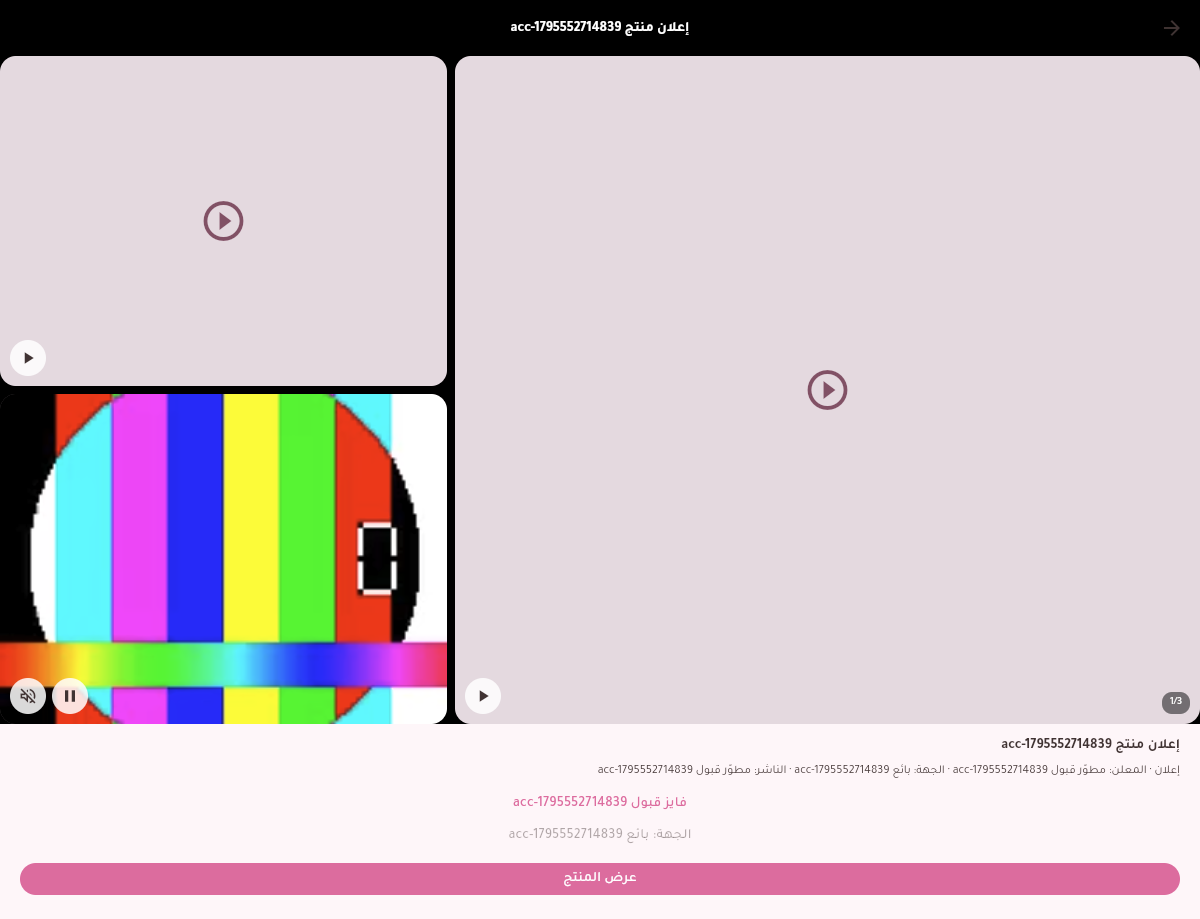 إعلان منتج acc-1795552714839
1/3
إعلان منتج acc-1795552714839
إعلان · المعلن: مطوّر قبول acc-1795552714839 · الجهة: بائع acc-1795552714839 · الناشر: مطوّر قبول acc-1795552714839
فايز قبول acc-1795552714839
الجهة: بائع acc-1795552714839
عرض المنتج